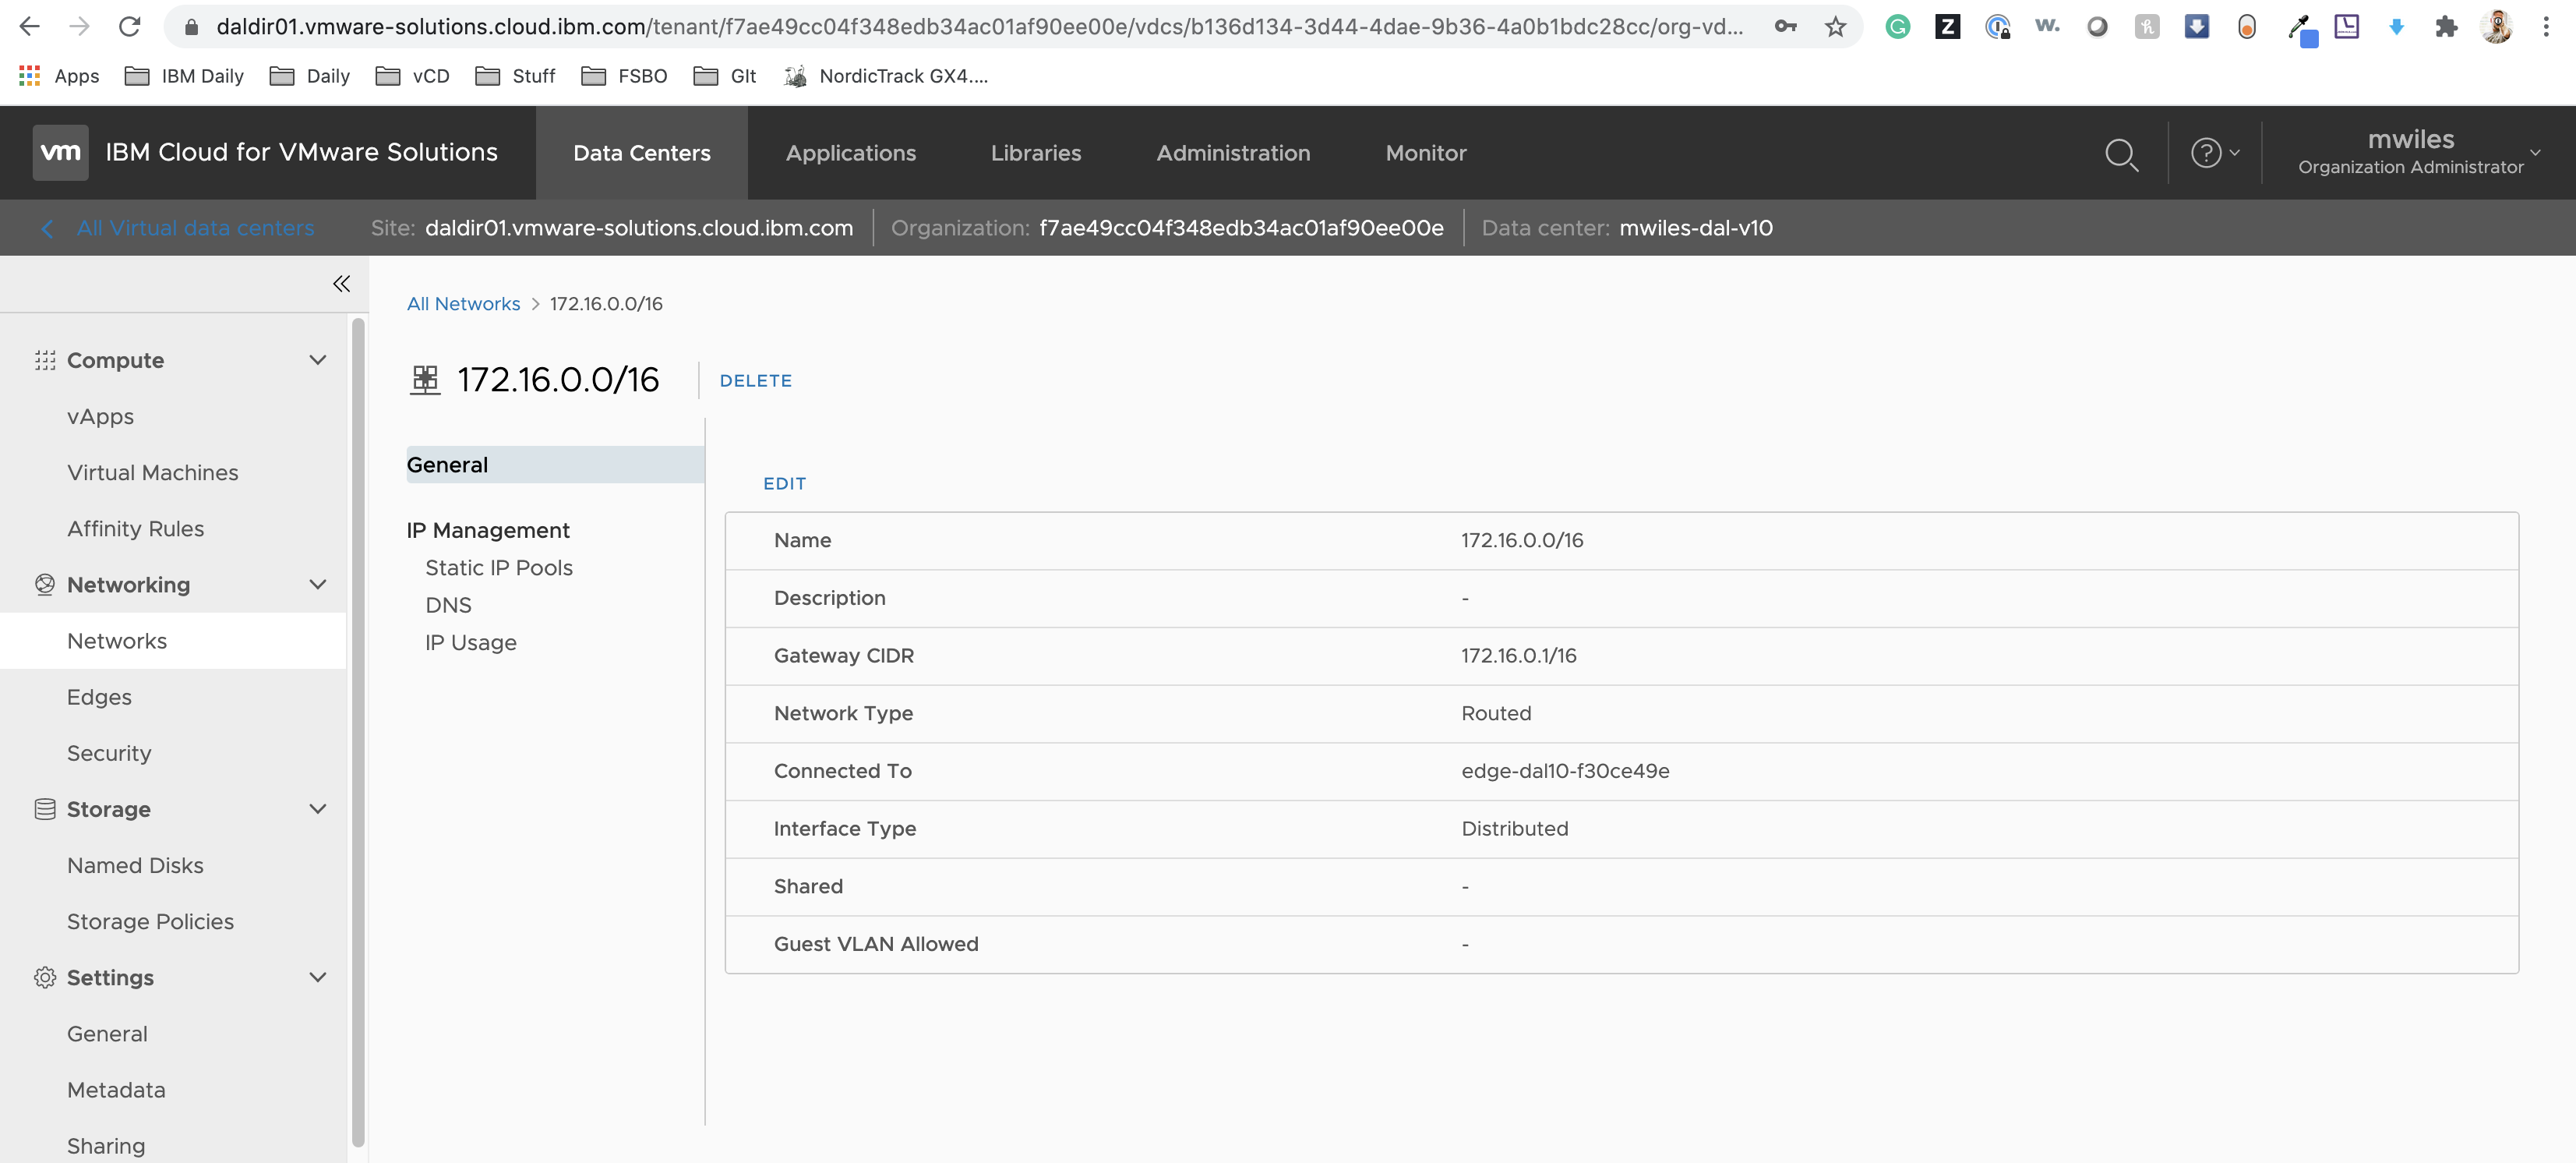 daldir01.vmware-solutions.cloud.ibm.com/tenant/f7ae49cc04f348edb34ac01af90ee00e/vdcs/b136d134-3d44-4dae-9b36-4a0b1bdc28cc/org-vd...
Apps IBM Daily Daily vCD Stuff FSBO GIt NordicTrack GX4....
vm IBM Cloud for VMware Solutions Data Centers Applications Libraries Administration Monitor mwiles
Organization Administrator
All Virtual data centers Site: daldir01.vmware-solutions.cloud.ibm.com Organization: f7ae49cc04f348edb34ac01af90ee00e Data center: mwiles-dal-v10
Compute
vApps
Virtual Machines
Affinity Rules
Networking
Networks
Edges
Security
Storage
Named Disks
Storage Policies
Settings
General
Metadata
Sharing
All Networks > 172.16.0.0/16
172.16.0.0/16 DELETE
General
IP Management
Static IP Pools
DNS
IP Usage
EDIT
Name 172.16.0.0/16
Description -
Gateway CIDR 172.16.0.1/16
Network Type Routed
Connected To edge-dal10-f30ce49e
Interface Type Distributed
Shared -
Guest VLAN Allowed -